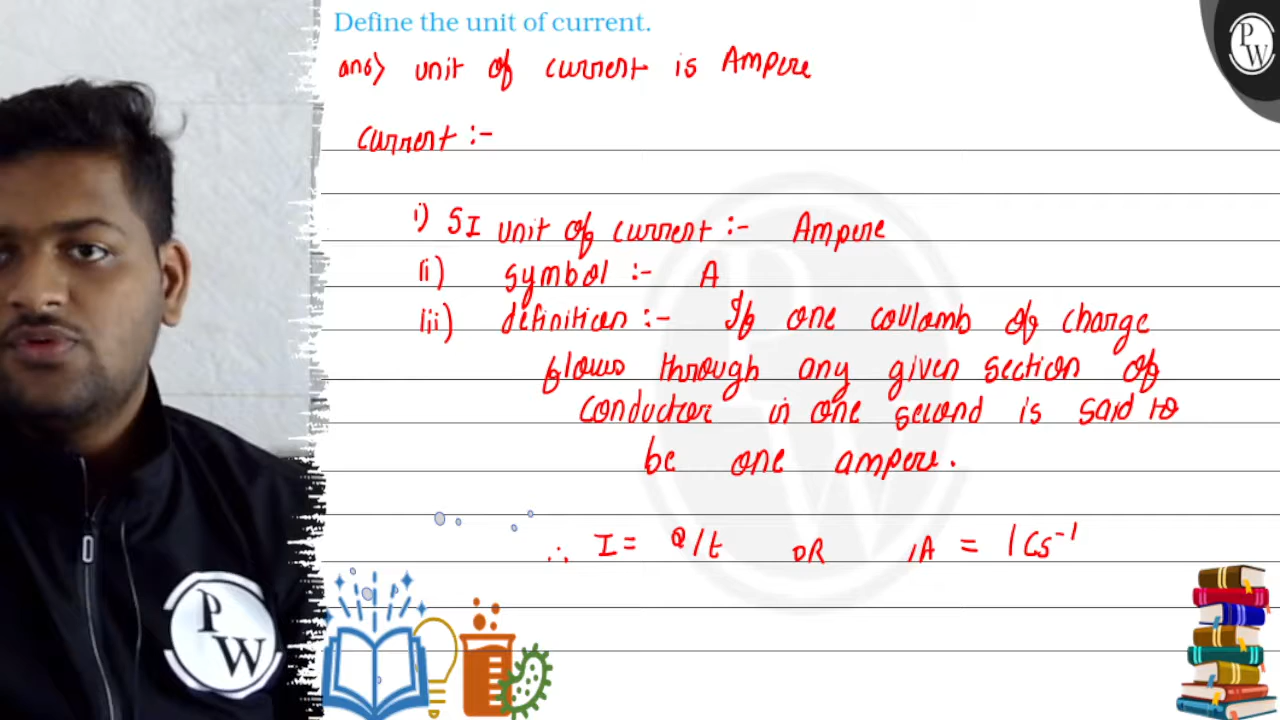 Define the unit of current.
ans> unit of current is Ampere
Current :-
i) SI unit of current :- Ampere
ii) symbol :- A
iii) definition :- If one coulomb of charge
flows through any given section of
conductor in one second is said to
be one ampere.
∴ I = Q/t OR 1A = 1Cs⁻¹
PW
PW